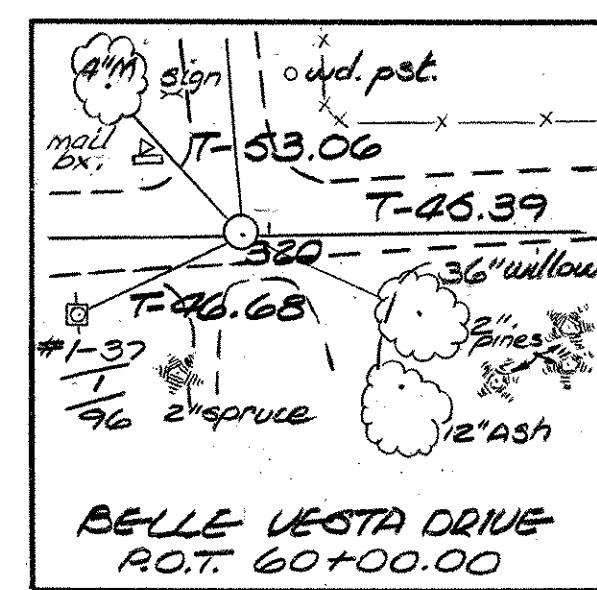 4"M
sign
wd. pst.
mail
bx.
T-53.06
T-46.39
320
36" willow
T-46.68
2"
pines
#1-37
1
96
2" spruce
12" Ash
BELLE VESTA DRIVE
P.O.T. 60+00.00